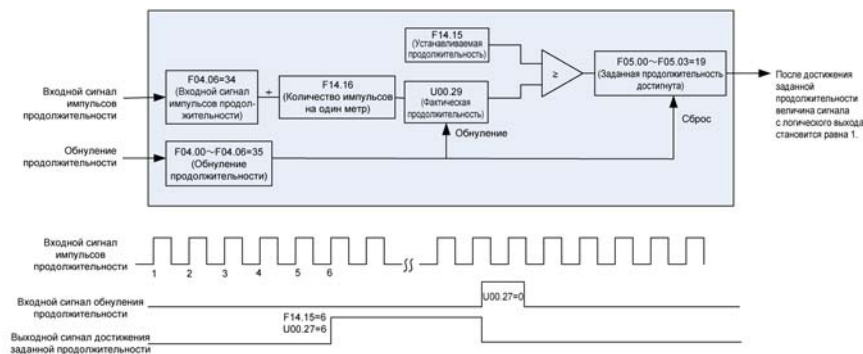 F14.15
(Устанавливаемая
продолжительность)
F04.06=34
(Входной сигнал
импульсов продол-
жительности)
÷
F14.16
(Количество импульсов
на один метр)
U00.29
(Фактическая
продолжительность)
≥
F05.00～F05.03=19
(Заданная продолжительность
достигнута)
Входной сигнал
импульсов
продолжительности
После достижения
заданной
продолжительности
величина сигнала
с логического выхода
становится равна 1.
Обнуление
Сброс
Обнуление
продолжительности
F04.00～F04.06=35
(Обнуление
продолжительности)
Входной сигнал
импульсов
продолжительности
1 2 3 4 5 6
Входной сигнал обнуления
продолжительности
U00.27=0
F14.15=6
U00.27=6
Выходной сигнал достижения
заданной продолжительности